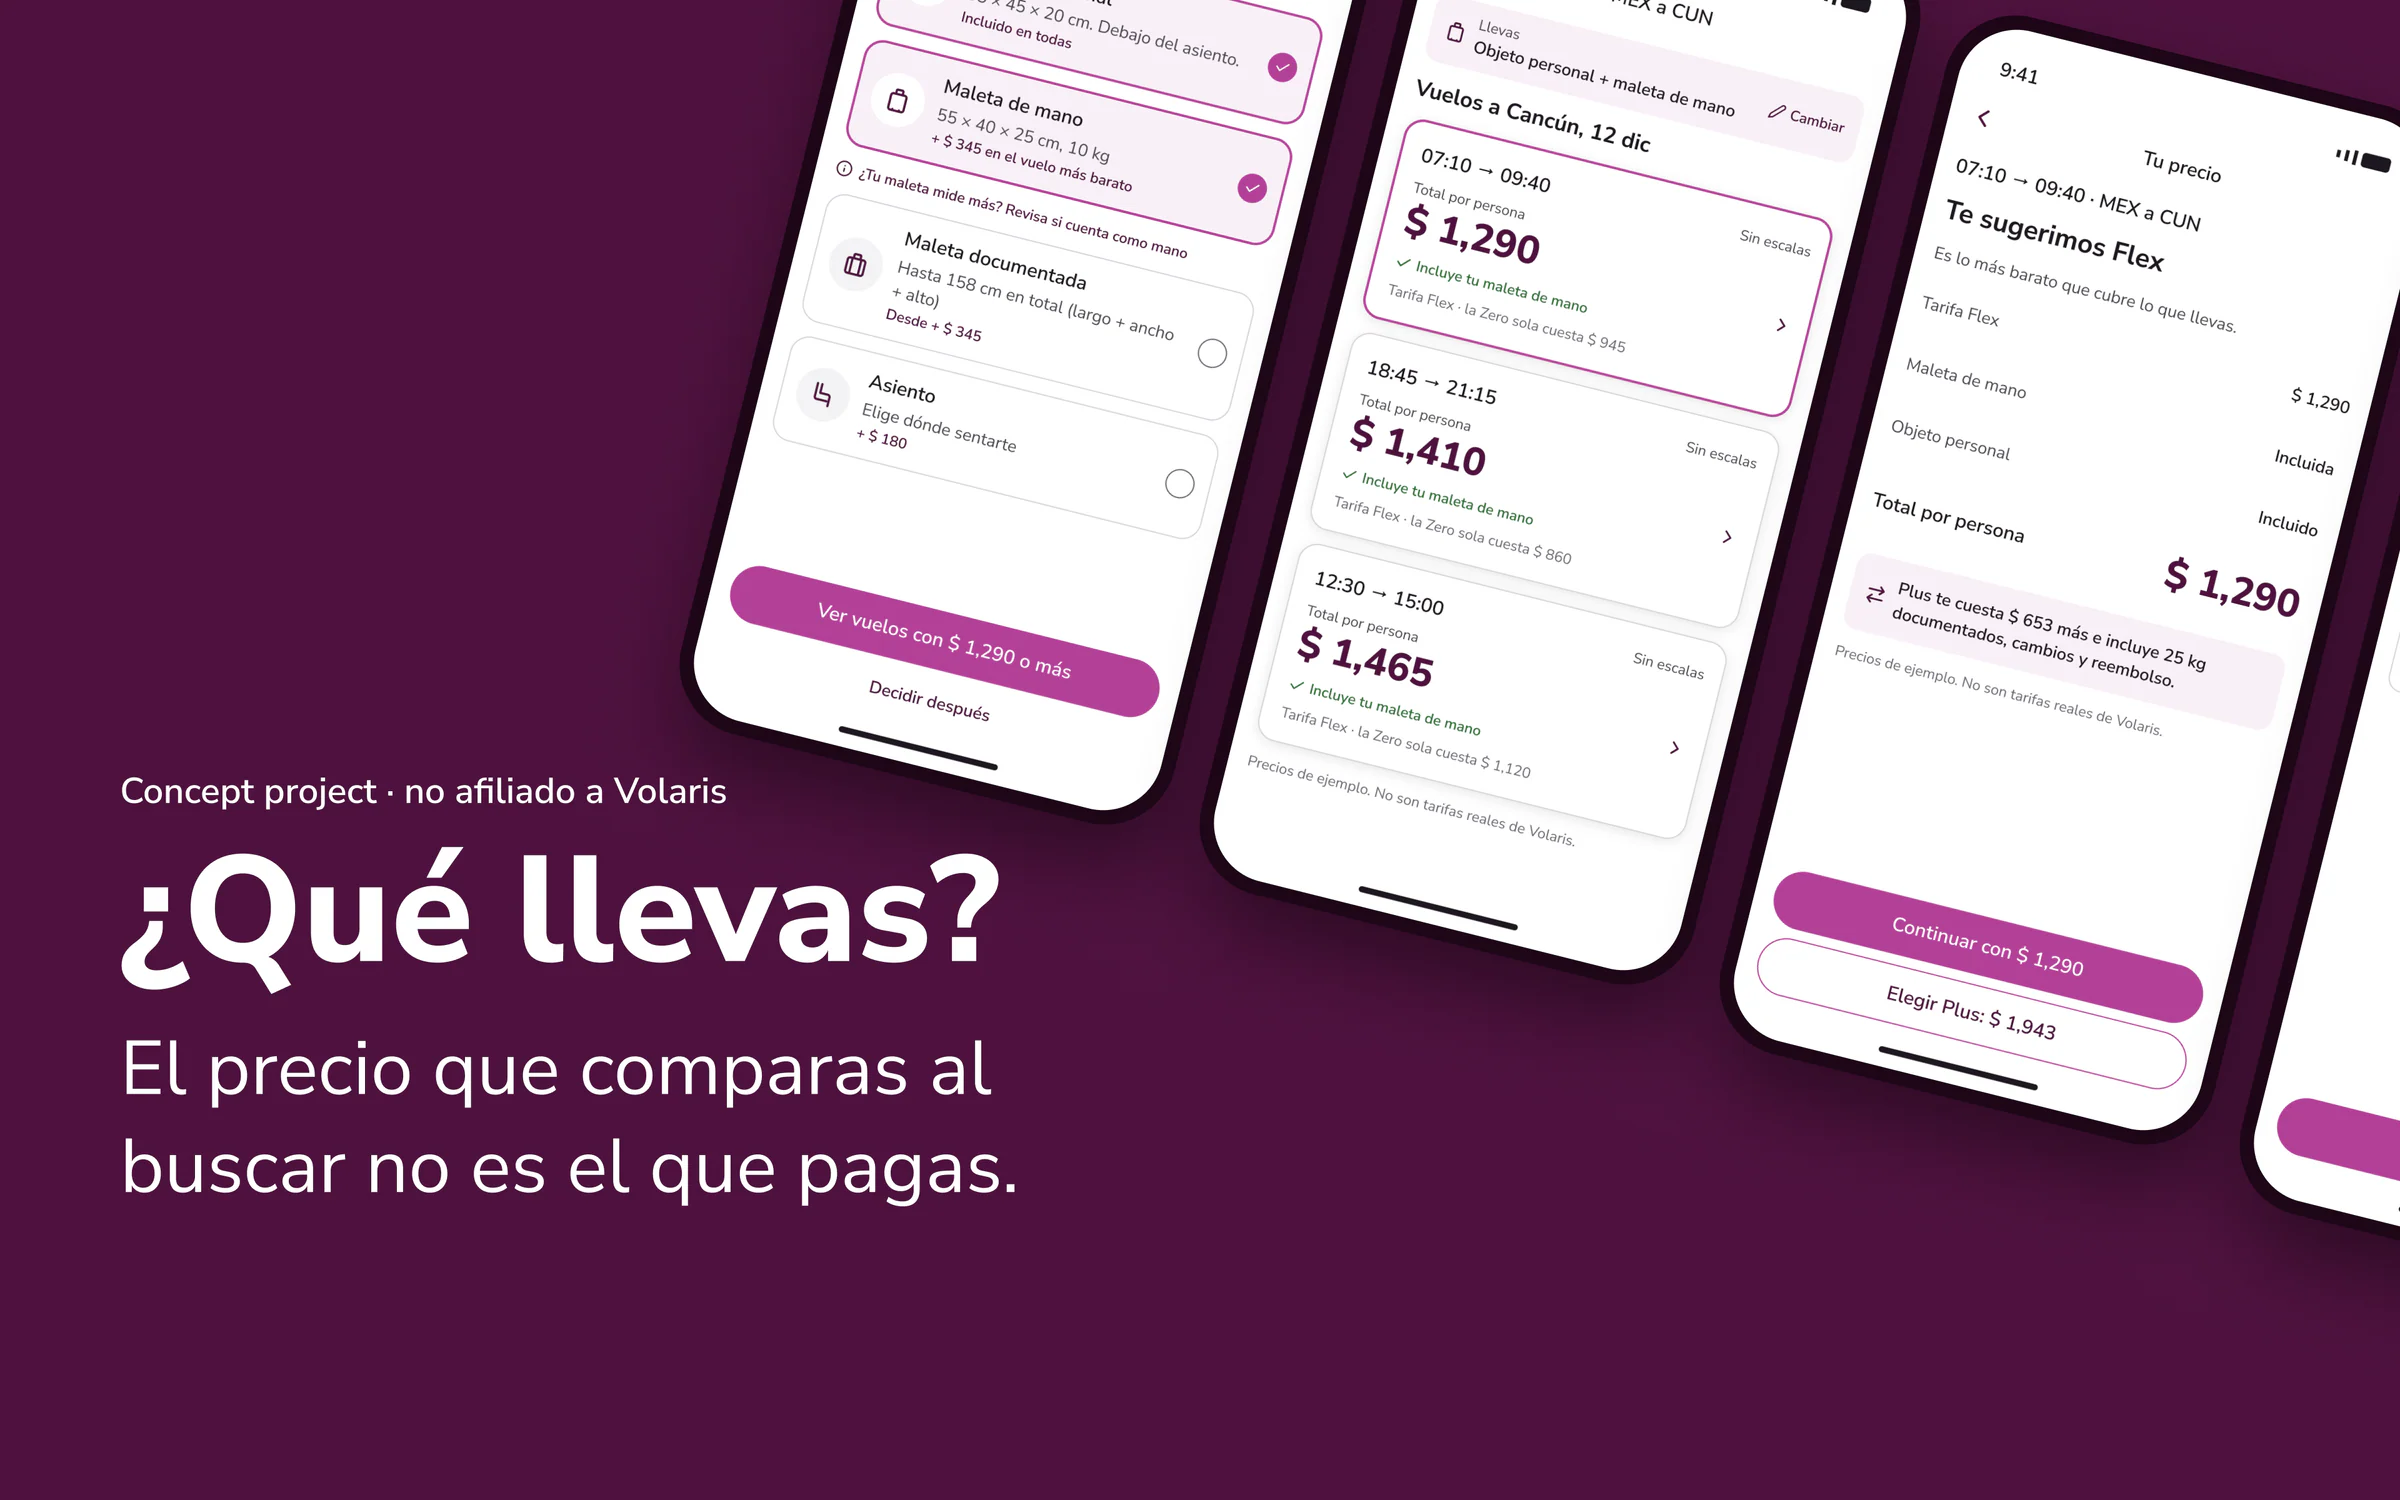 45 × 20 cm. Debajo del asiento.
Incluido en todas
Maleta de mano
55 × 40 × 25 cm, 10 kg
+ $ 345 en el vuelo más barato
¿Tu maleta mide más? Revisa si cuenta como mano
Maleta documentada
Hasta 158 cm en total (largo + ancho
+ alto)
Desde + $ 345
Asiento
Elige dónde sentarte
+ $ 180
Ver vuelos con $ 1,290 o más
Decidir después
MEX a CUN
Llevas
Objeto personal + maleta de mano
Cambiar
Vuelos a Cancún, 12 dic
07:10 → 09:40
Total por persona
Sin escalas
$ 1,290
Incluye tu maleta de mano
Tarifa Flex · la Zero sola cuesta $ 945
18:45 → 21:15
Total por persona
Sin escalas
$ 1,410
Incluye tu maleta de mano
Tarifa Flex · la Zero sola cuesta $ 860
12:30 → 15:00
Total por persona
Sin escalas
$ 1,465
Incluye tu maleta de mano
Tarifa Flex · la Zero sola cuesta $ 1,120
Precios de ejemplo. No son tarifas reales de Volaris.
9:41
Tu precio
07:10 → 09:40 · MEX a CUN
Te sugerimos Flex
Es lo más barato que cubre lo que llevas.
Tarifa Flex
$ 1,290
Maleta de mano
Incluida
Objeto personal
Incluido
Total por persona
$ 1,290
Plus te cuesta $ 653 más e incluye 25 kg
documentados, cambios y reembolso.
Precios de ejemplo. No son tarifas reales de Volaris.
Continuar con $ 1,290
Elegir Plus: $ 1,943
Concept project · no afiliado a Volaris
¿Qué llevas?
El precio que comparas al
buscar no es el que pagas.